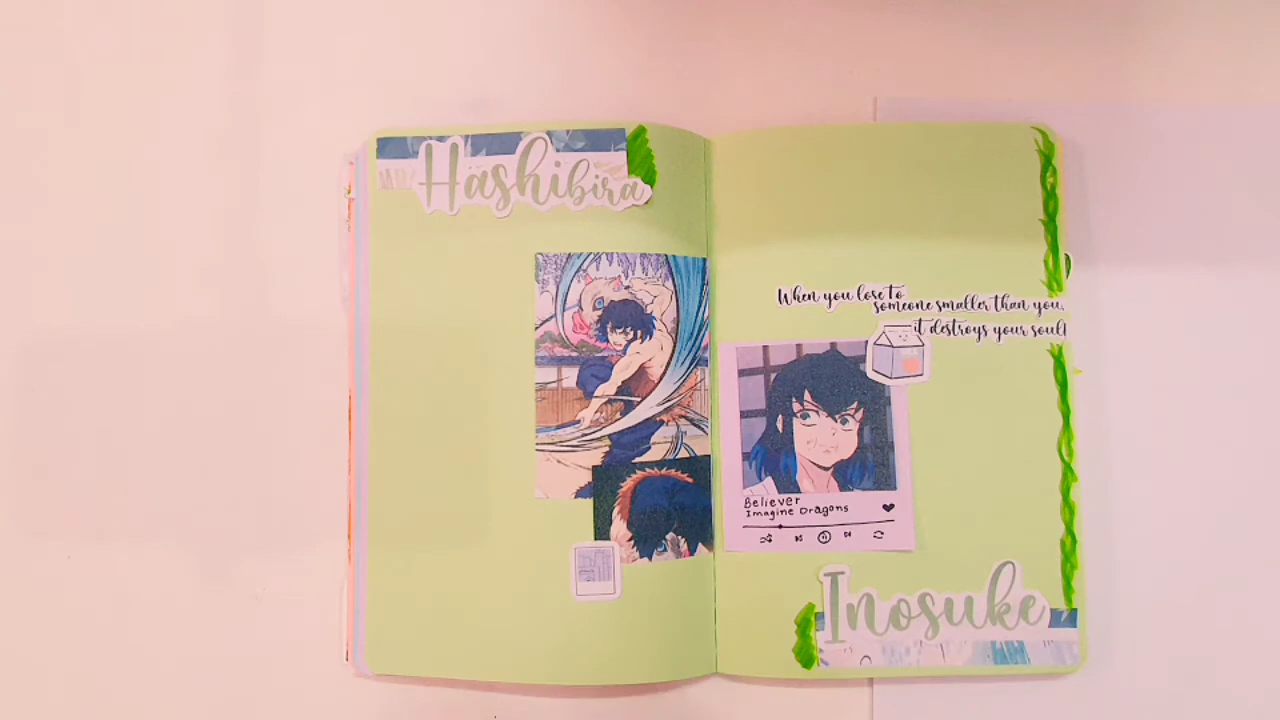 Hashibira
When you lose to
someone smaller than you,
it destroys your soul!
Believer
Imagine Dragons
Inosuke